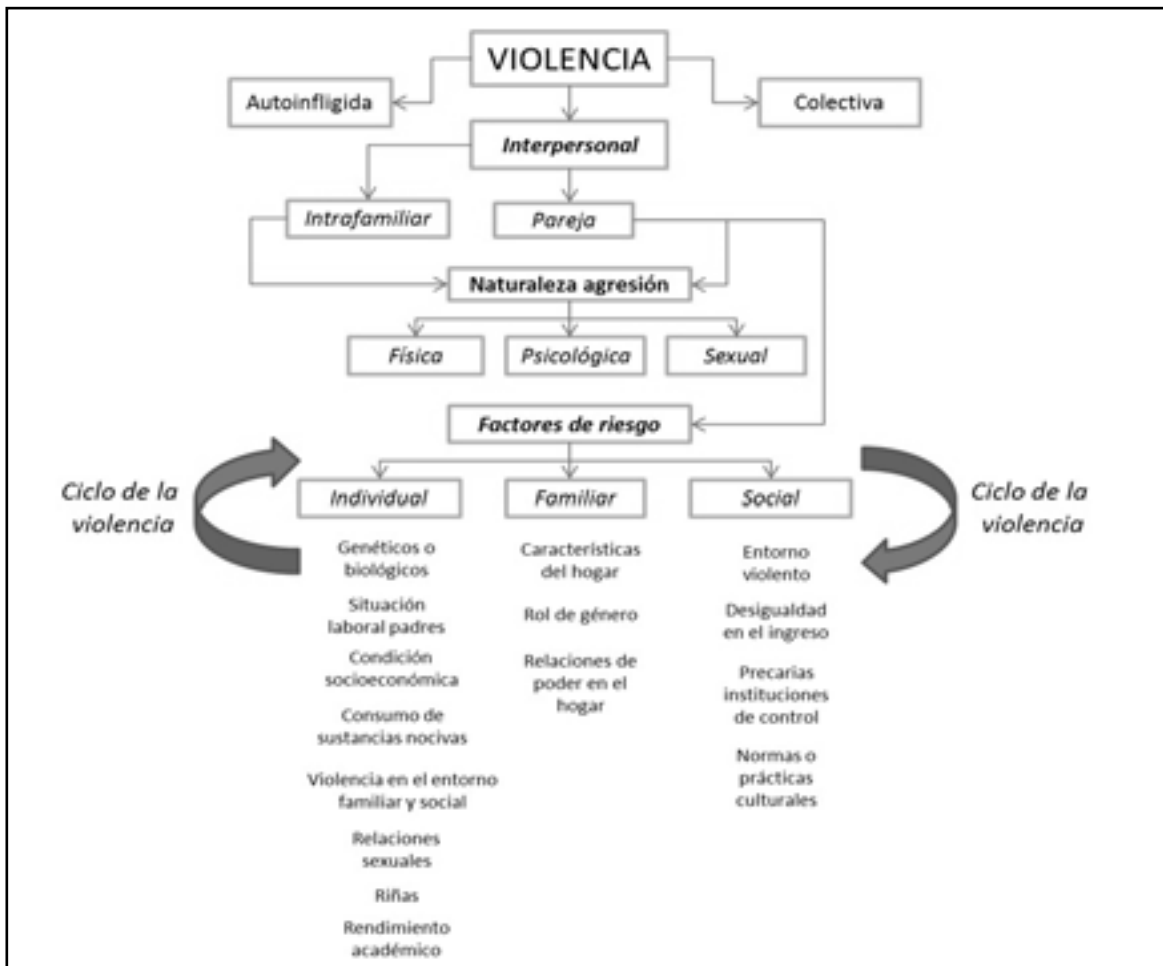 VIOLENCIA
Autoinfligida
Colectiva
Interpersonal
Intrafamiliar
Pareja
Naturaleza agresión
Física
Psicológica
Sexual
Factores de riesgo
Ciclo de la
violencia
Individual
Familiar
Social
Ciclo de la
violencia
Genéticos o
biológicos
Situación
laboral padres
Condición
socioeconómica
Consumo de
sustancias nocivas
Violencia en el entorno
familiar y social
Relaciones
sexuales
Riñas
Rendimiento
académico
Características
del hogar
Rol de género
Relaciones de
poder en el
hogar
Entorno
violento
Desigualdad
en el ingreso
Precarias
instituciones
de control
Normas o
prácticas
culturales